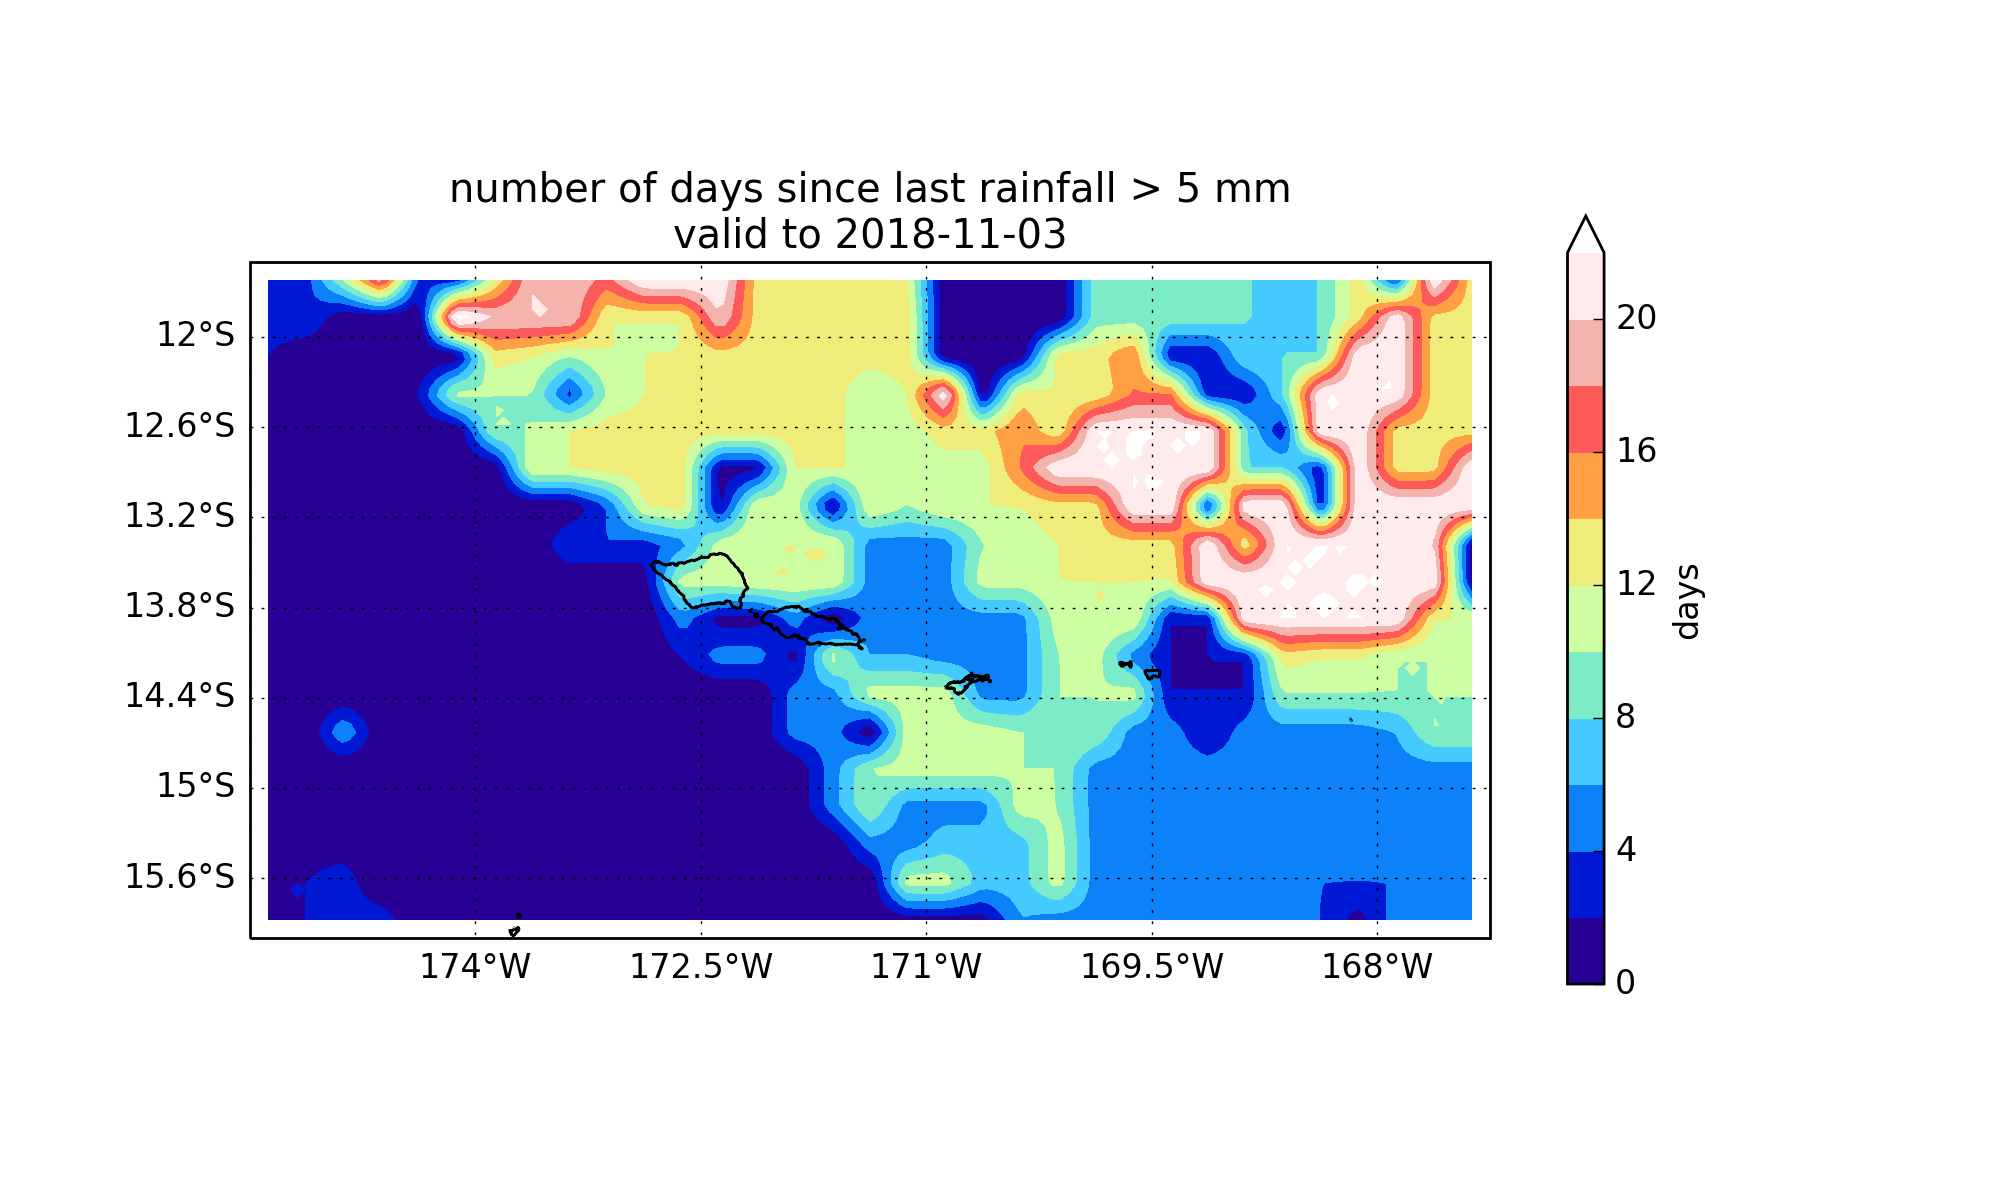 number of days since last rainfall > 5 mm
valid to 2018-11-03
12°S
12.6°S
13.2°S
13.8°S
14.4°S
15°S
15.6°S
174°W 172.5°W 171°W 169.5°W 168°W
20
16
12
8
4
0
days